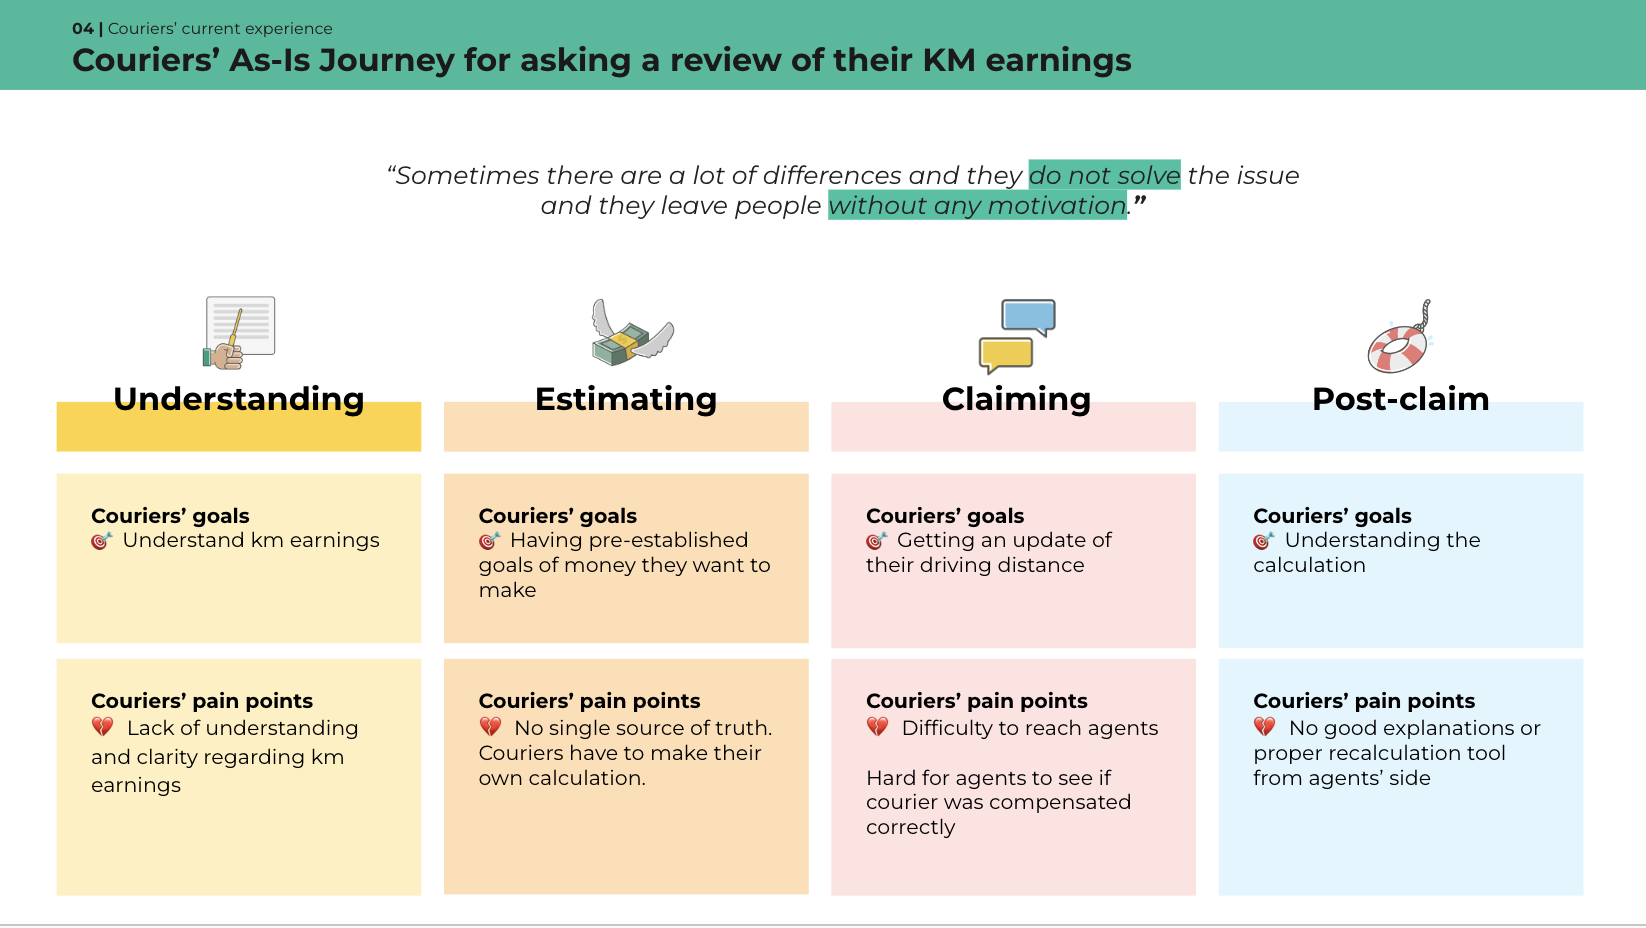 04 | Couriers’ current experience
Couriers’ As-Is Journey for asking a review of their KM earnings
“Sometimes there are a lot of differences and they do not solve the issue
and they leave people without any motivation.”
Understanding
Couriers’ goals
🎯 Understand km earnings
Couriers’ pain points
💔 Lack of understanding
and clarity regarding km
earnings
Estimating
Couriers’ goals
🎯 Having pre-established
goals of money they want to
make
Couriers’ pain points
💔 No single source of truth.
Couriers have to make their
own calculation.
Claiming
Couriers’ goals
🎯 Getting an update of
their driving distance
Couriers’ pain points
💔 Difficulty to reach agents
Hard for agents to see if
courier was compensated
correctly
Post-claim
Couriers’ goals
🎯 Understanding the
calculation
Couriers’ pain points
💔 No good explanations or
proper recalculation tool
from agents’ side